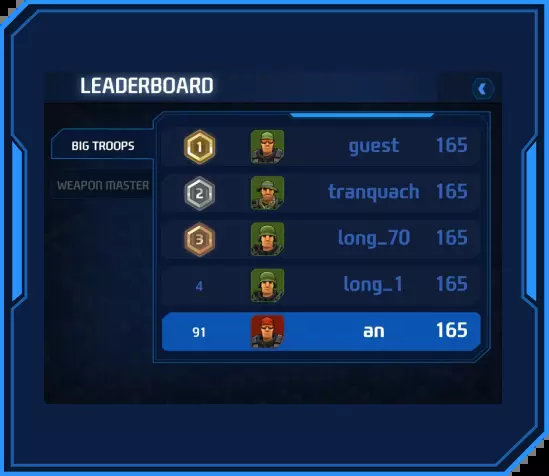 LEADERBOARD
BIG TROOPS
WEAPON MASTER
1 guest 165
2 tranquach 165
3 long_70 165
4 long_1 165
91 an 165